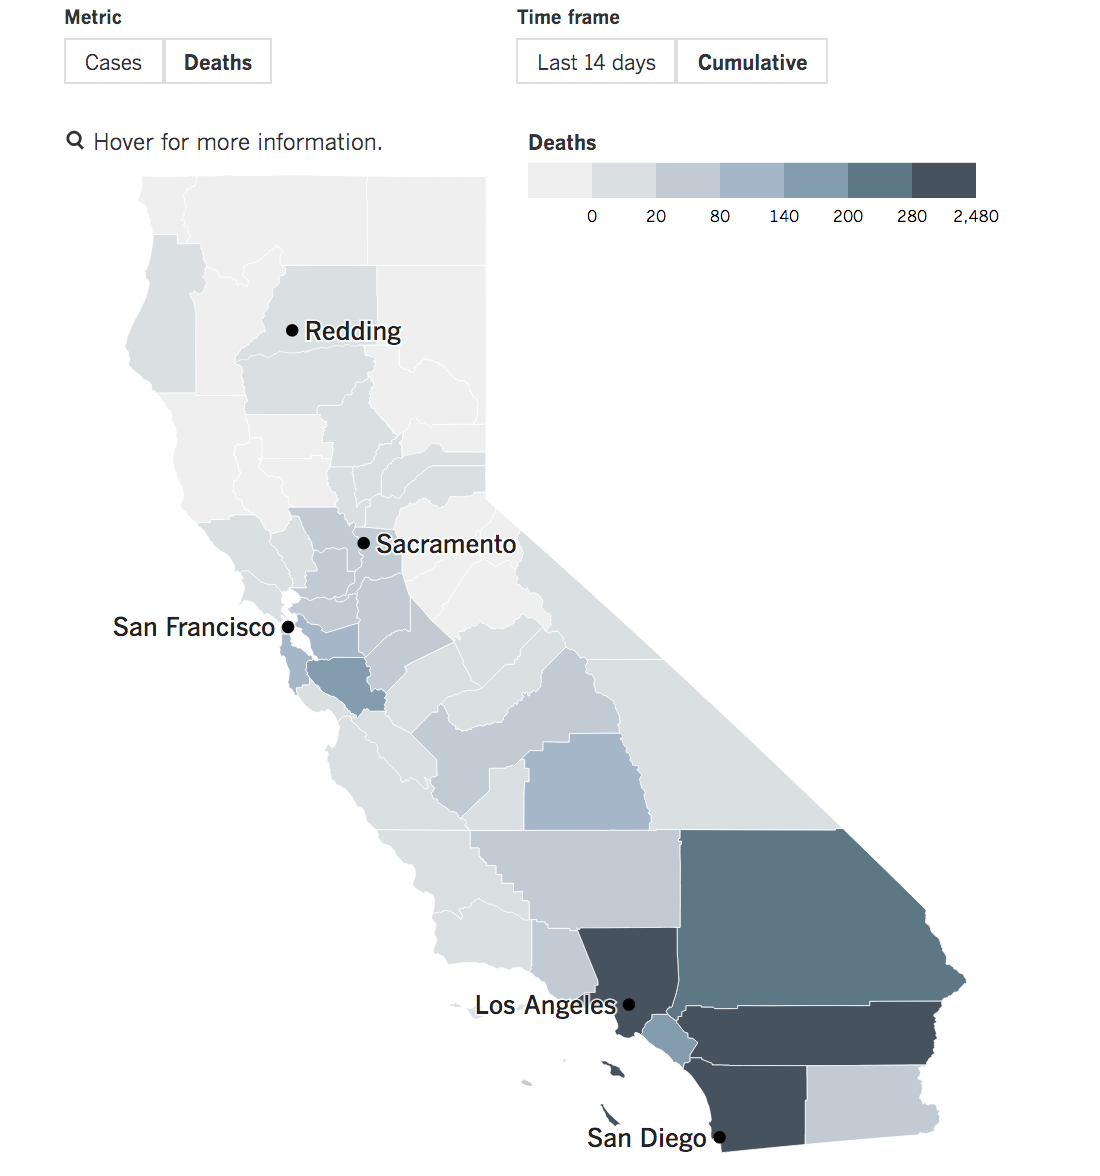 Metric
Time frame
Cases
Deaths
Last 14 days
Cumulative
Hover for more information.
Deaths
0
20
80
140
200
280
2,480
Redding
Sacramento
San Francisco
Los Angeles
San Diego